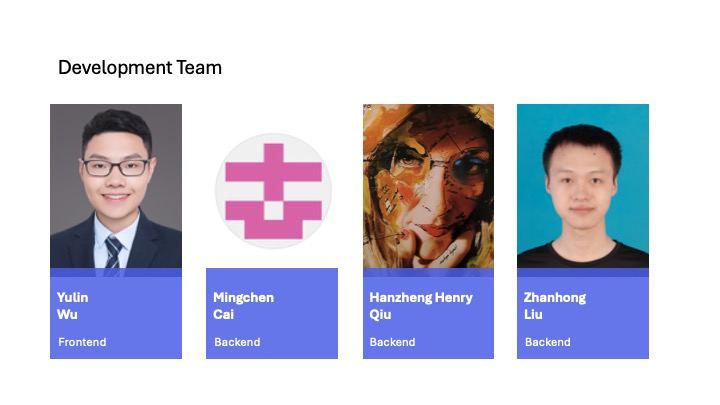 Development Team
Yulin
Wu
Frontend
Mingchen
Cai
Backend
Hanzheng Henry
Qiu
Backend
Zhanhong
Liu
Backend